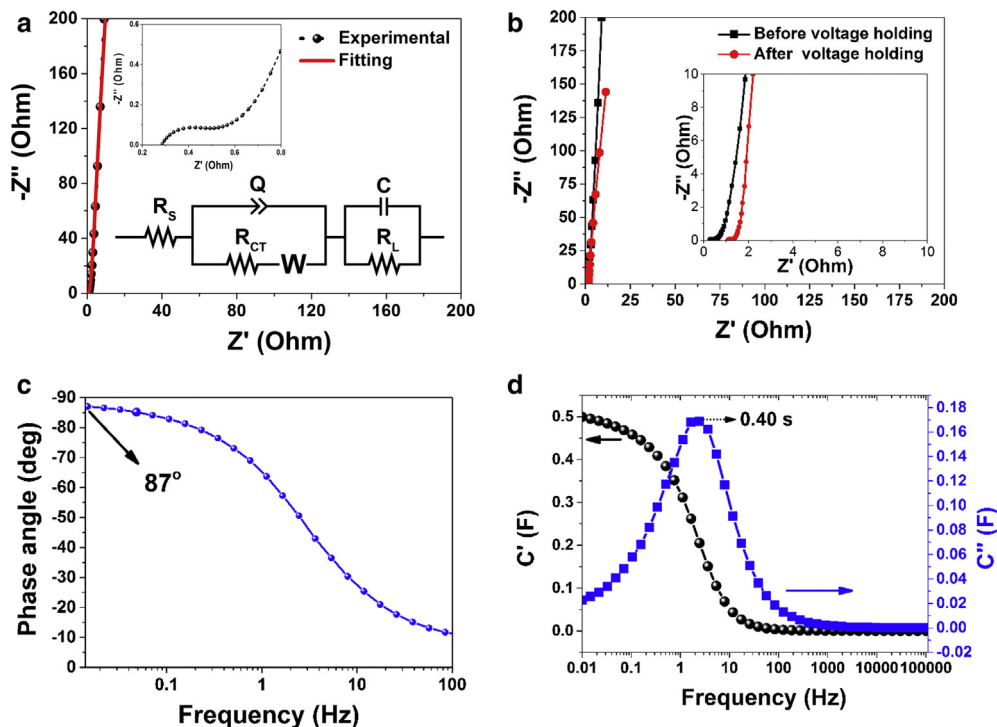 a
-Z'' (Ohm)
200
160
120
80
40
0
0 40 80 120 160 200
Z' (Ohm)
Experimental
Fitting
-Z'' (Ohm)
0.6
0.4
0.2
0.0
0.2 0.4 0.6 0.8
Z' (Ohm)
R_S
Q
R_CT
W
C
R_L
b
-Z'' (Ohm)
200
175
150
125
100
75
50
25
0
0 25 50 75 100 125 150 175 200
Z' (Ohm)
Before voltage holding
After voltage holding
-Z'' (Ohm)
10
8
6
4
2
0
0 2 4 6 8 10
Z' (Ohm)
c
Phase angle (deg)
-90
-80
-70
-60
-50
-40
-30
-20
-10
0
0.1 1 10 100
Frequency (Hz)
87°
d
C' (F)
0.5
0.4
0.3
0.2
0.1
0.0
0.01 0.1 1 10 100 1000 10000100000
Frequency (Hz)
0.40 s
0.18
0.16
0.14
0.12
0.10
0.08
0.06
0.04
0.02
0.00
-0.02
C'' (F)